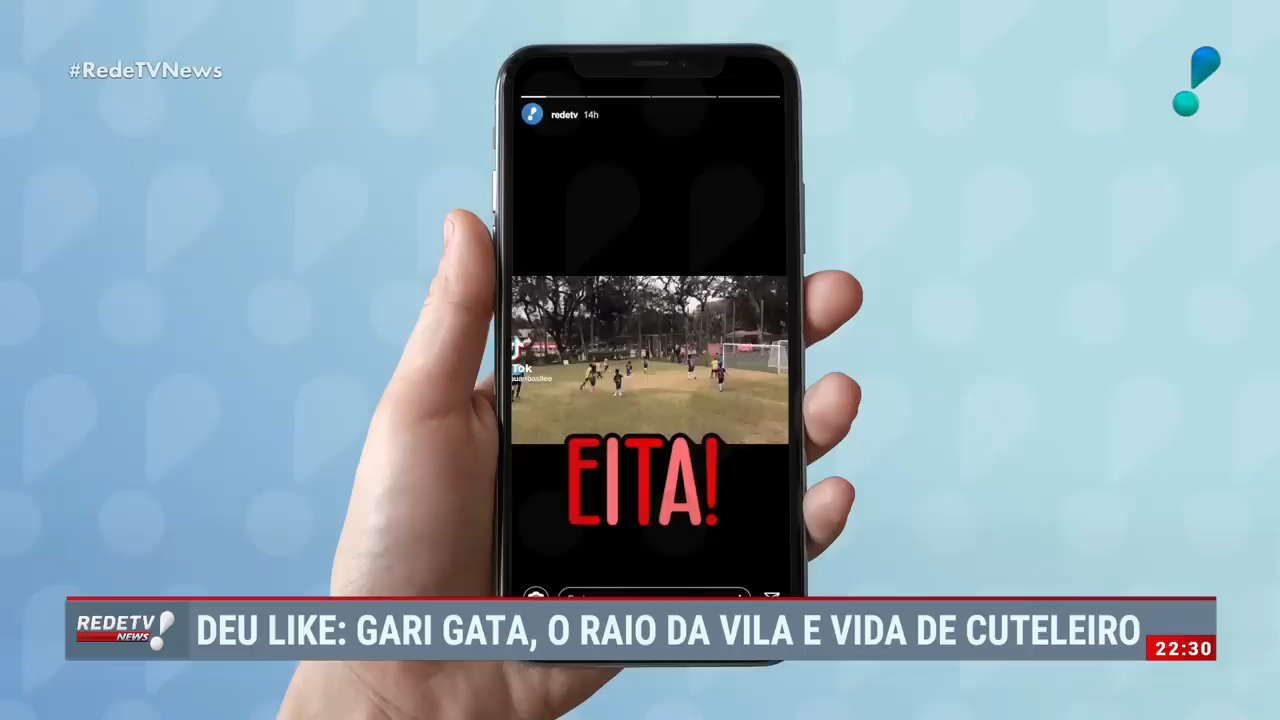 #RedeTVNews
redetv 14h
Tok
EITA!
REDETV!
NEWS
DEU LIKE: GARI GATA, O RAIO DA VILA E VIDA DE CUTELEIRO
22:30